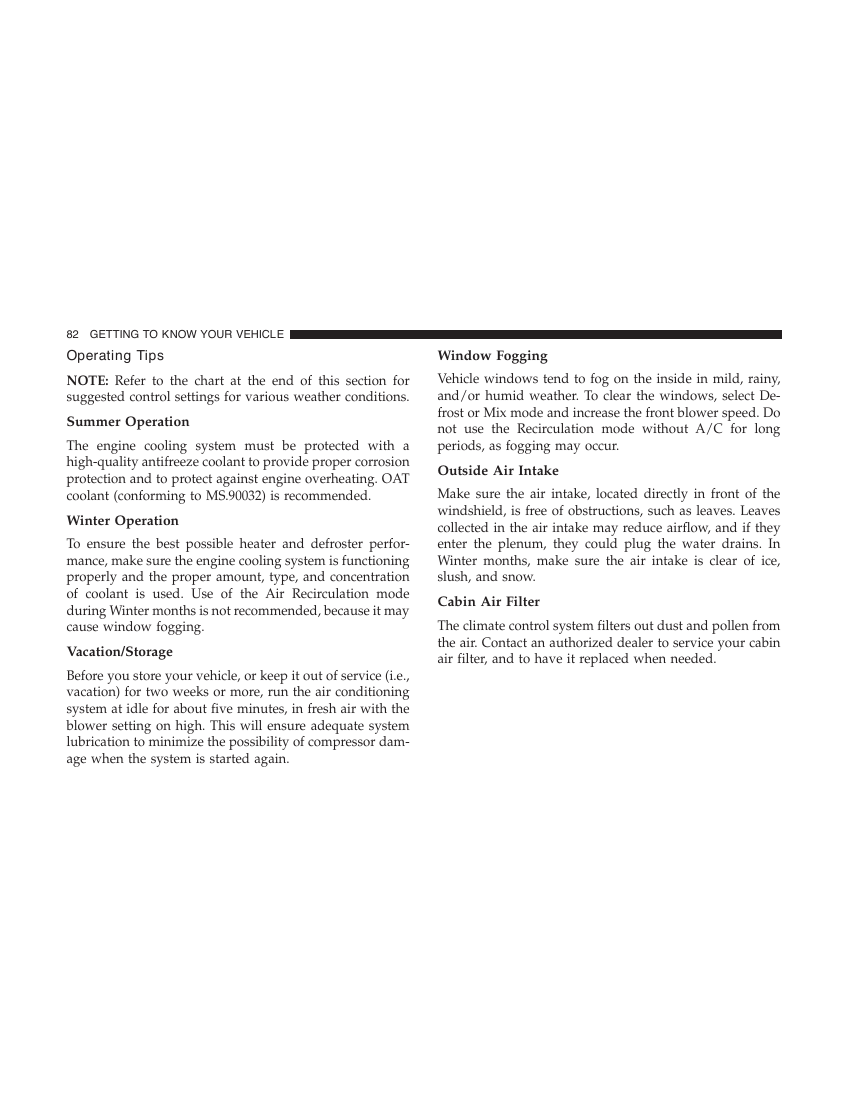 82 GETTING TO KNOW YOUR VEHICLE
Operating Tips
NOTE: Refer to the chart at the end of this section for
suggested control settings for various weather conditions.
Summer Operation
The engine cooling system must be protected with a
high-quality antifreeze coolant to provide proper corrosion
protection and to protect against engine overheating. OAT
coolant (conforming to MS.90032) is recommended.
Winter Operation
To ensure the best possible heater and defroster perfor-
mance, make sure the engine cooling system is functioning
properly and the proper amount, type, and concentration
of coolant is used. Use of the Air Recirculation mode
during Winter months is not recommended, because it may
cause window fogging.
Vacation/Storage
Before you store your vehicle, or keep it out of service (i.e.,
vacation) for two weeks or more, run the air conditioning
system at idle for about five minutes, in fresh air with the
blower setting on high. This will ensure adequate system
lubrication to minimize the possibility of compressor dam-
age when the system is started again.
Window Fogging
Vehicle windows tend to fog on the inside in mild, rainy,
and/or humid weather. To clear the windows, select De-
frost or Mix mode and increase the front blower speed. Do
not use the Recirculation mode without A/C for long
periods, as fogging may occur.
Outside Air Intake
Make sure the air intake, located directly in front of the
windshield, is free of obstructions, such as leaves. Leaves
collected in the air intake may reduce airflow, and if they
enter the plenum, they could plug the water drains. In
Winter months, make sure the air intake is clear of ice,
slush, and snow.
Cabin Air Filter
The climate control system filters out dust and pollen from
the air. Contact an authorized dealer to service your cabin
air filter, and to have it replaced when needed.